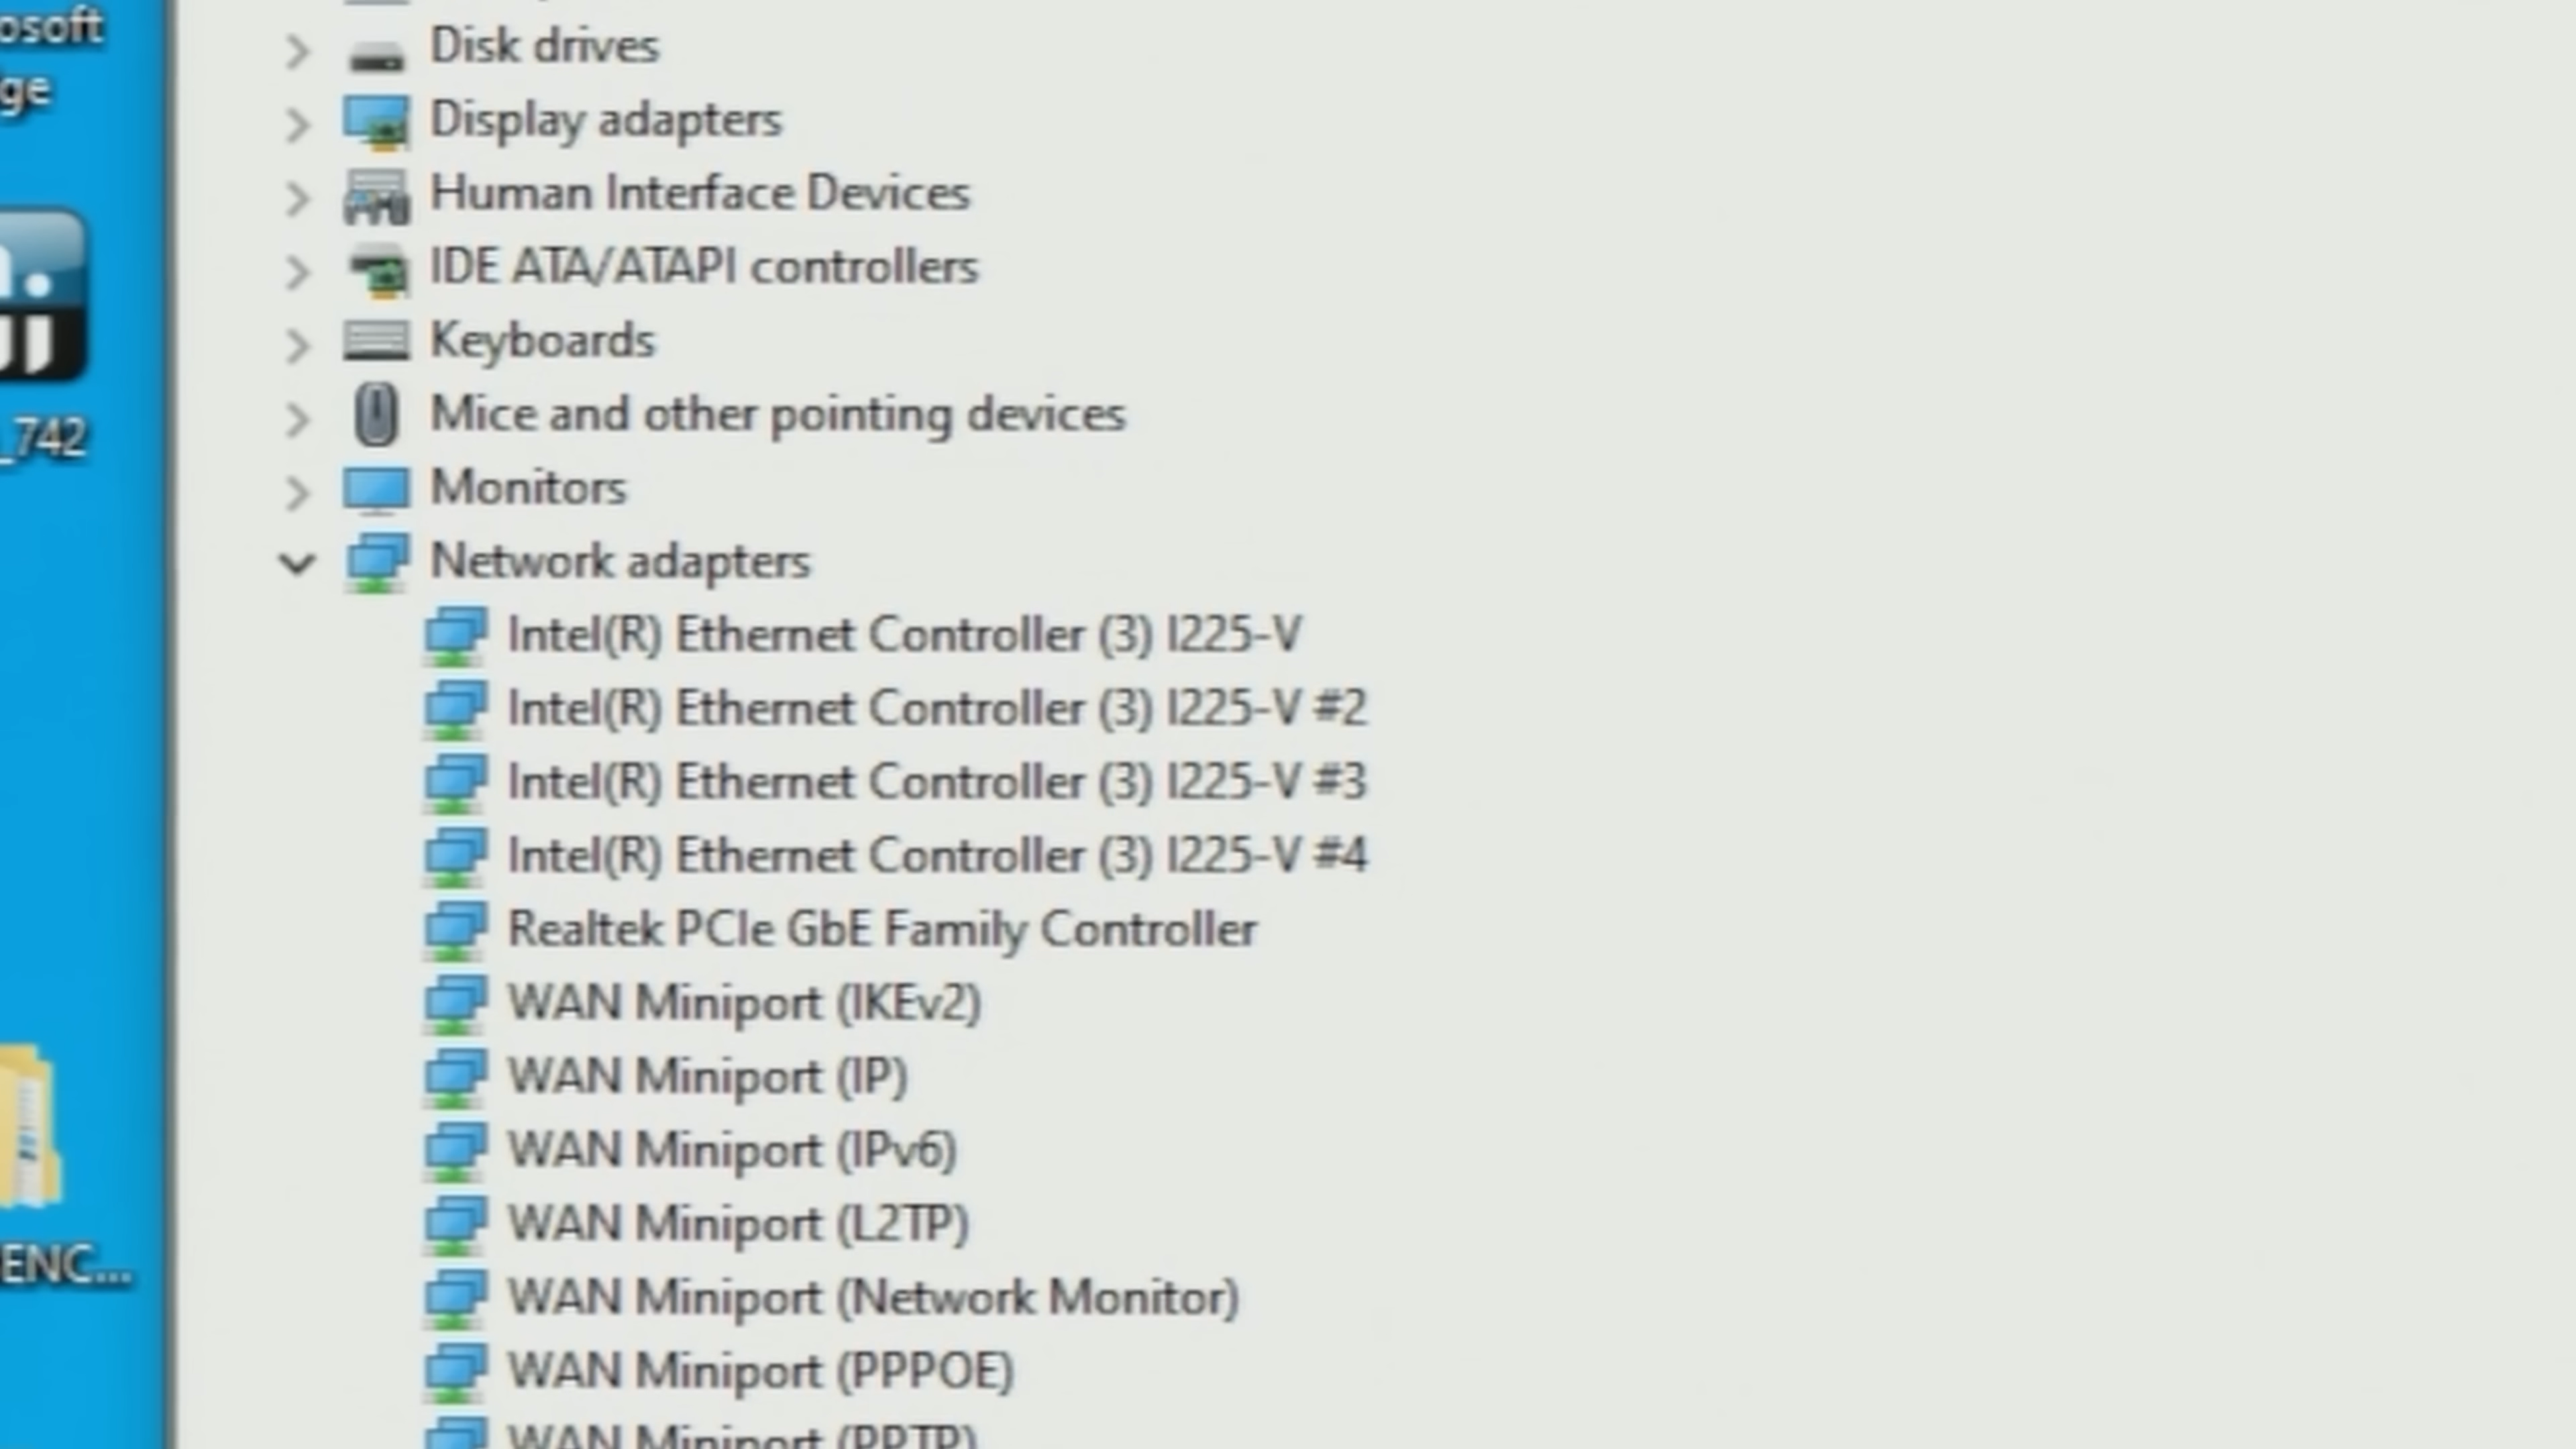 osoft
ge
_742
ENC...
Disk drives
Display adapters
Human Interface Devices
IDE ATA/ATAPI controllers
Keyboards
Mice and other pointing devices
Monitors
Network adapters
Intel(R) Ethernet Controller (3) I225-V
Intel(R) Ethernet Controller (3) I225-V #2
Intel(R) Ethernet Controller (3) I225-V #3
Intel(R) Ethernet Controller (3) I225-V #4
Realtek PCIe GbE Family Controller
WAN Miniport (IKEv2)
WAN Miniport (IP)
WAN Miniport (IPv6)
WAN Miniport (L2TP)
WAN Miniport (Network Monitor)
WAN Miniport (PPPOE)
WAN Miniport (PPTP)